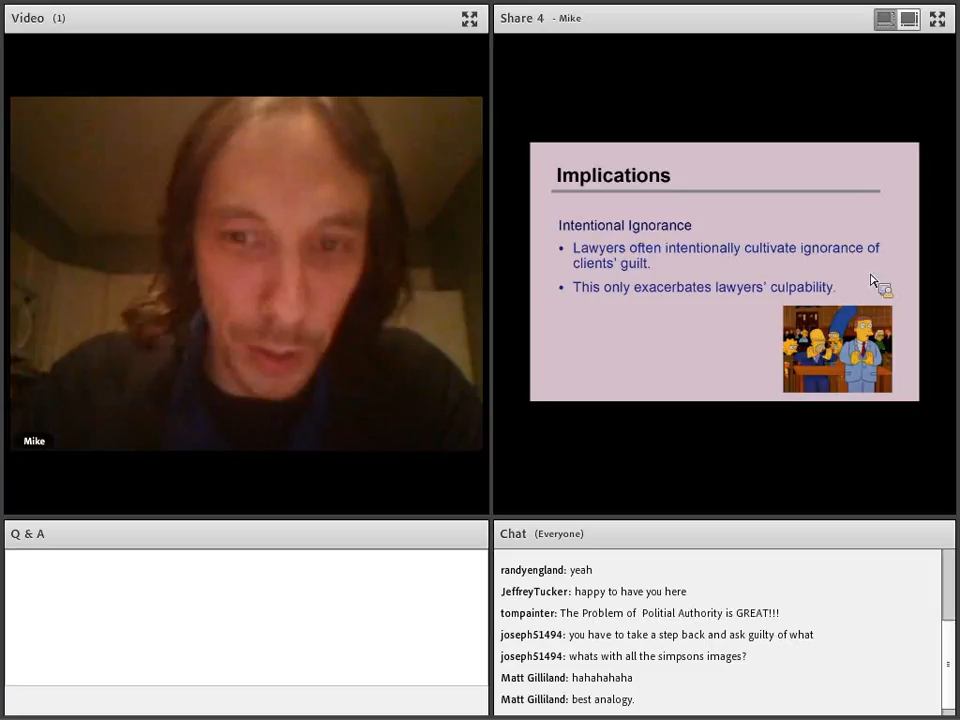 Video (1)
Share 4 - Mike
Implications
Intentional Ignorance
• Lawyers often intentionally cultivate ignorance of
clients' guilt.
• This only exacerbates lawyers' culpability.
Mike
Q & A
Chat (Everyone)
randyengland: yeah
JeffreyTucker: happy to have you here
tompainter: The Problem of Politial Authority is GREAT!!!
joseph51494: you have to take a step back and ask guilty of what
joseph51494: whats with all the simpsons images?
Matt Gilliland: hahahahaha
Matt Gilliland: best analogy.